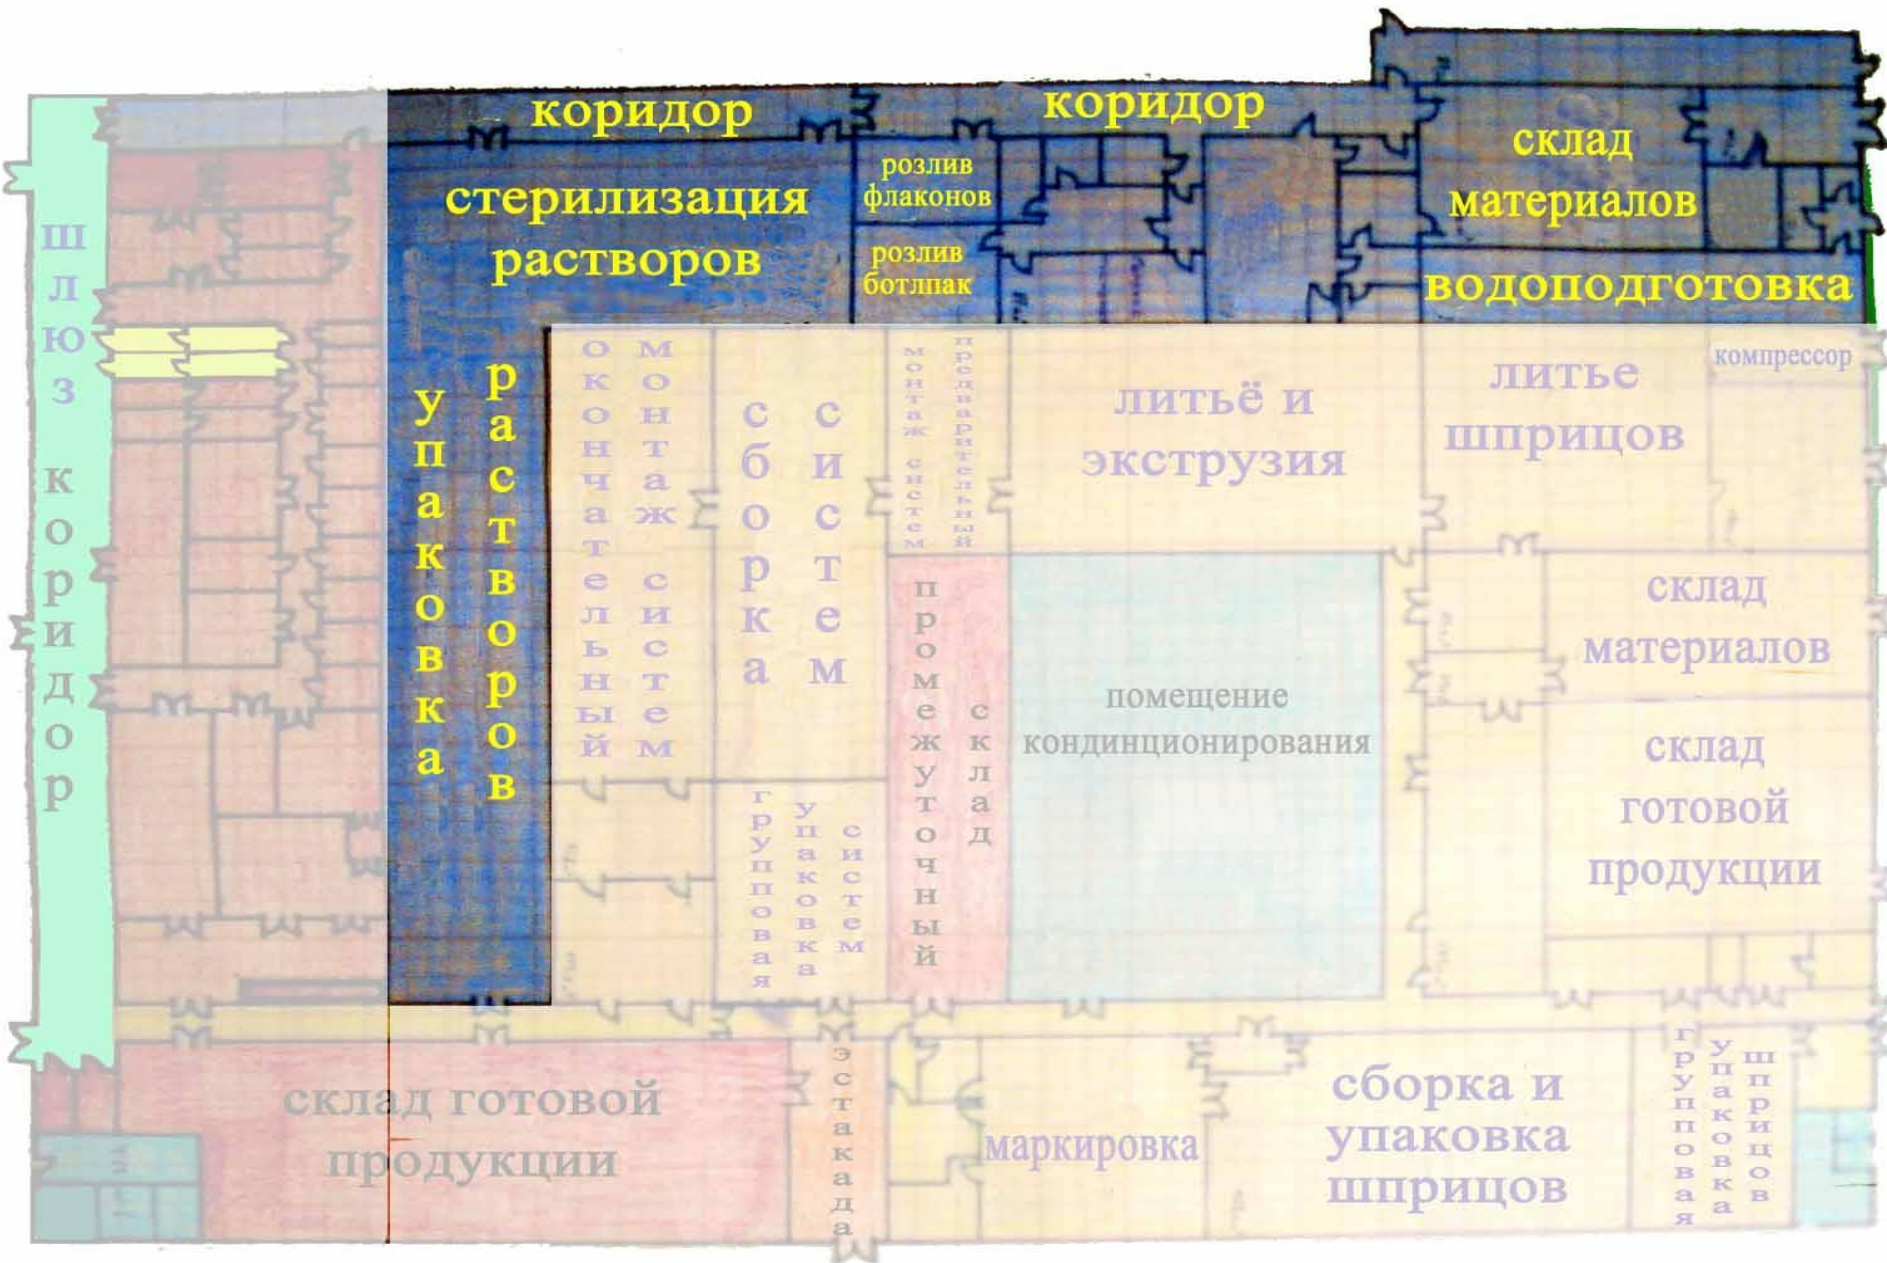 коридор
коридор
склад
материалов
стерилизация
растворов
розлив
флаконов
розлив
ботлпак
водоподготовка
шлюз коридор
упаковка
растворов
окончательный
монтаж систем
сборка
систем
монтаж систем
предварительный
литьё и
экструзия
литье
шприцов
компрессор
промежуточный
склад
помещение
кондинционирования
склад
материалов
склад
готовой
продукции
групповая
упаковка
систем
склад готовой
продукции
эстакада
маркировка
сборка и
упаковка
шприцов
групповая
упаковка
шприцов